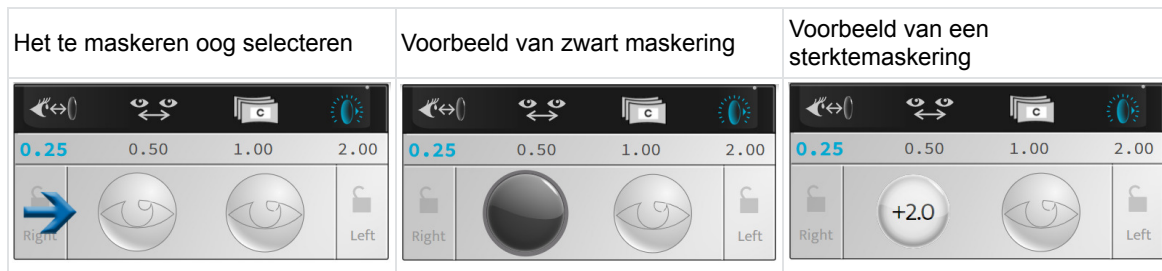 Het te maskeren oog selecteren
Voorbeeld van zwart maskering
Voorbeeld van een
sterktemaskering
C
0.25 0.50 1.00 2.00
Right Left
C
0.25 0.50 1.00 2.00
Right Left
C
0.25 0.50 1.00 2.00
+2.0
Right Left